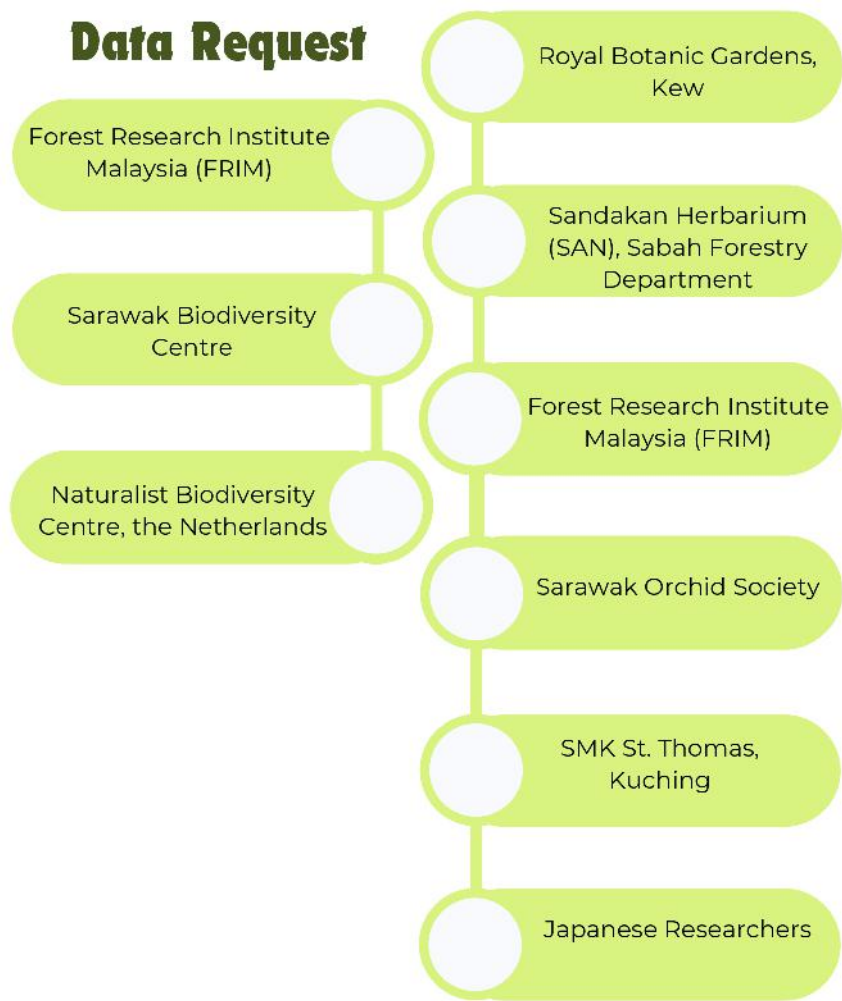 Data Request
Forest Research Institute
Malaysia (FRIM)
Sarawak Biodiversity
Centre
Naturalist Biodiversity
Centre, the Netherlands
Royal Botanic Gardens,
Kew
Sandakan Herbarium
(SAN), Sabah Forestry
Department
Forest Research Institute
Malaysia (FRIM)
Sarawak Orchid Society
SMK St. Thomas,
Kuching
Japanese Researchers